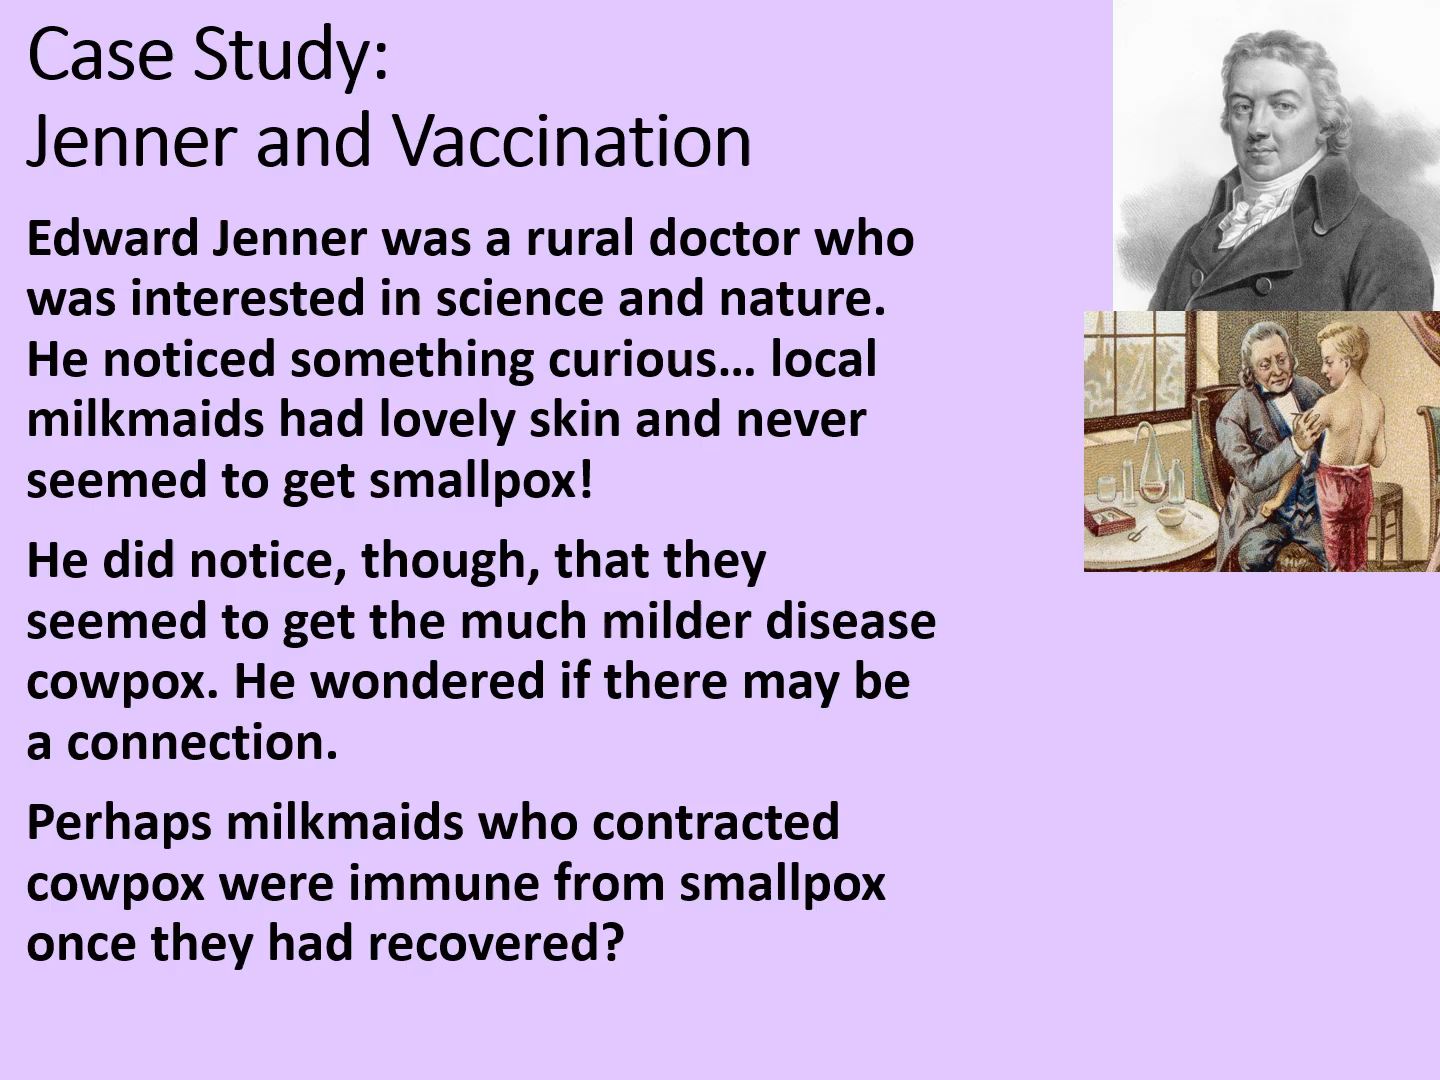 Case Study:
Jenner and Vaccination
Edward Jenner was a rural doctor who
was interested in science and nature.
He noticed something curious… local
milkmaids had lovely skin and never
seemed to get smallpox!
He did notice, though, that they
seemed to get the much milder disease
cowpox. He wondered if there may be
a connection.
Perhaps milkmaids who contracted
cowpox were immune from smallpox
once they had recovered?